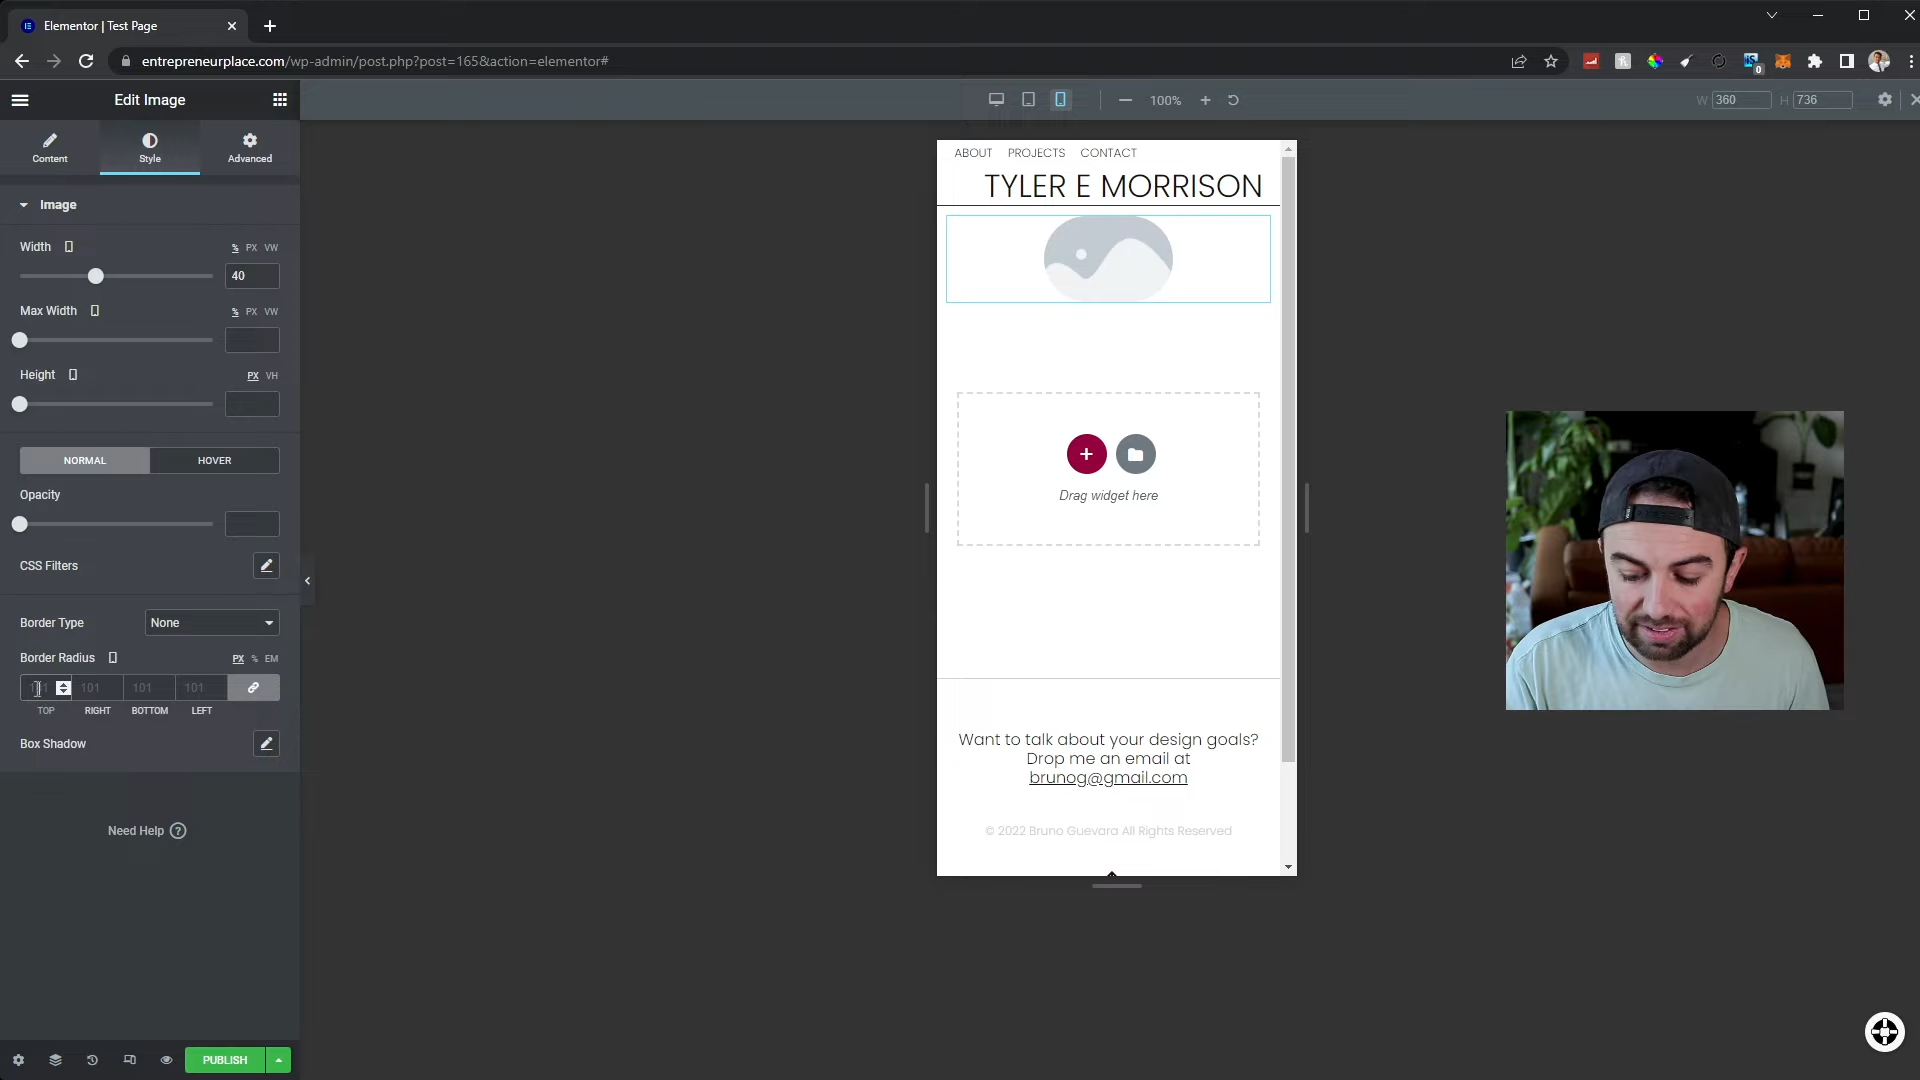 Elementor | Test Page
entrepreneurplace.com/wp-admin/post.php?post=165&action=elementor#
0
Edit Image
100%
W 360
H 736
Content
Style
Advanced
Image
Width
% PX VW
40
Max Width
% PX VW
Height
PX VH
NORMAL
HOVER
Opacity
CSS Filters
Border Type
None
Border Radius
PX % EM
101 101 101
TOP RIGHT BOTTOM LEFT
Box Shadow
Need Help ?
PUBLISH
ABOUT PROJECTS CONTACT
TYLER E MORRISON
Drag widget here
Want to talk about your design goals?
Drop me an email at
brunog@gmail.com
© 2022 Bruno Guevara All Rights Reserved